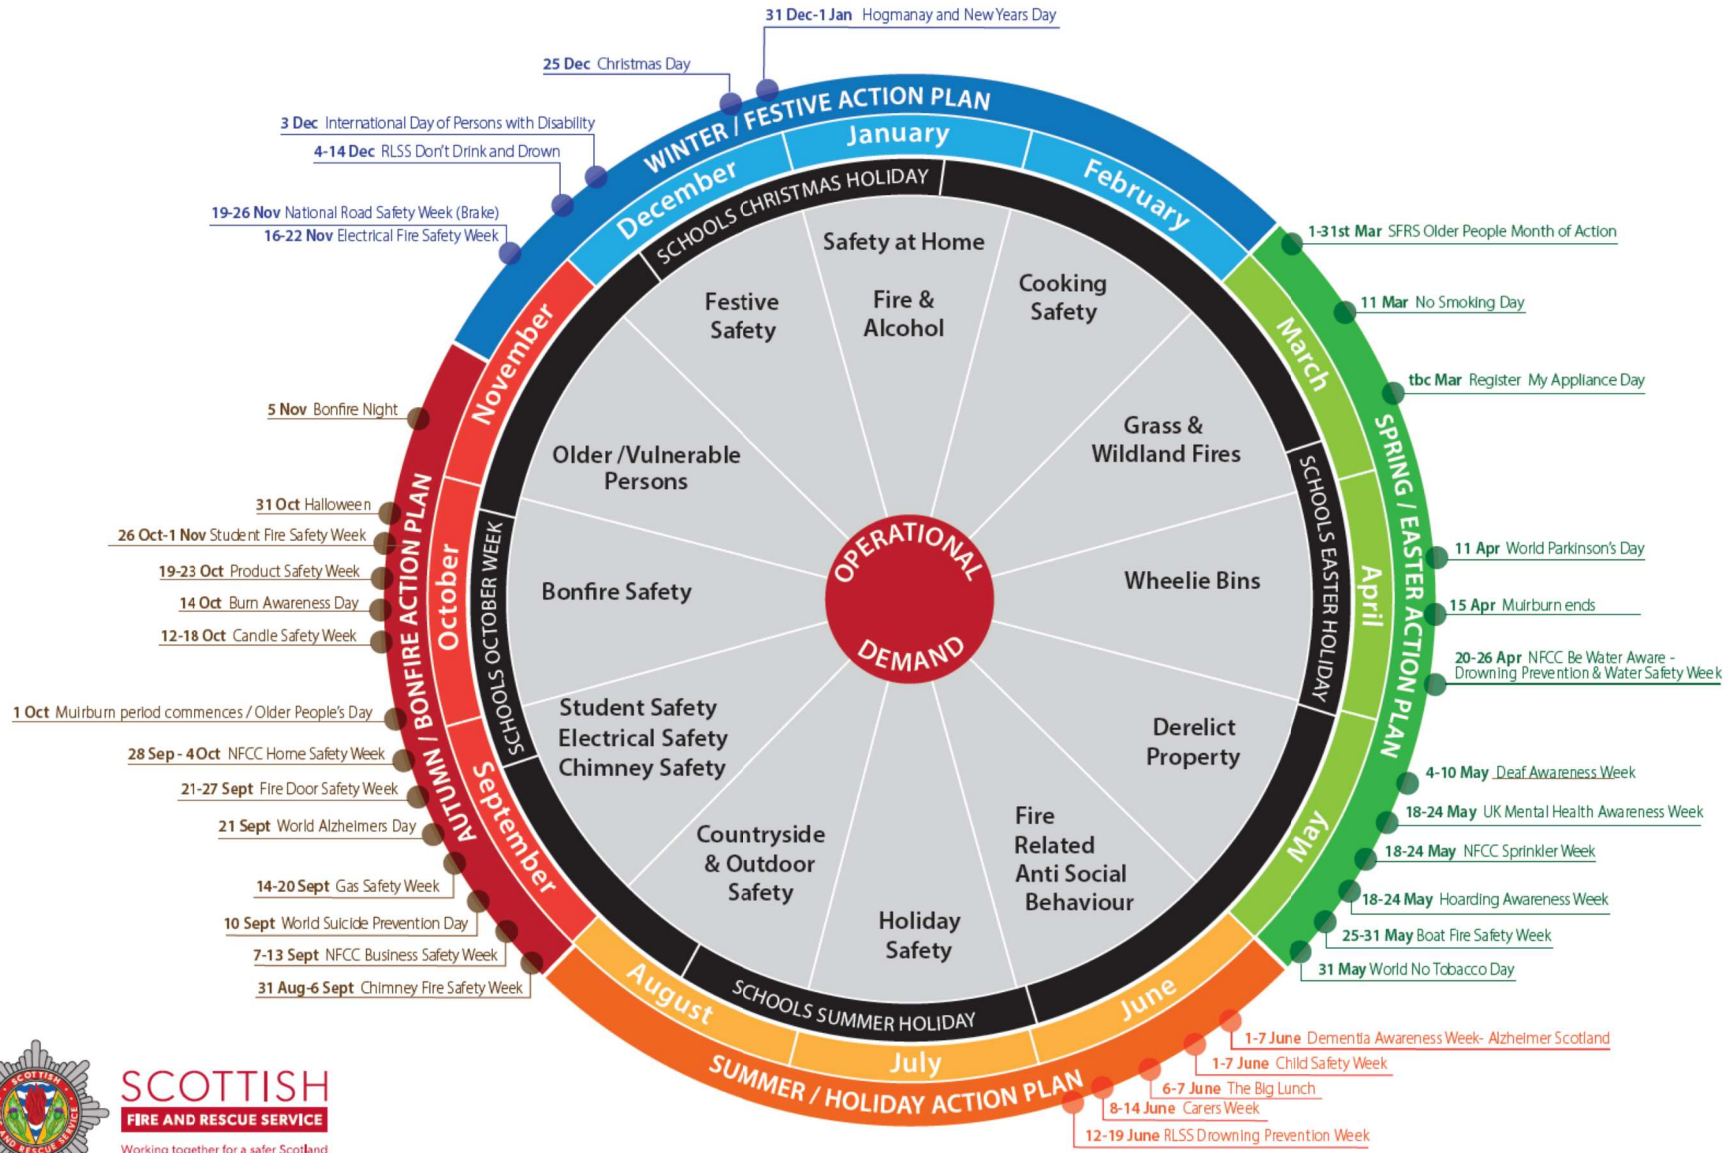 31 Dec-1 Jan Hogmanay and New Years Day
25 Dec Christmas Day
3 Dec International Day of Persons with Disability
4-14 Dec RLSS Don't Drink and Drown
19-26 Nov National Road Safety Week (Brake)
16-22 Nov Electrical Fire Safety Week
5 Nov Bonfire Night
31 Oct Halloween
26 Oct-1 Nov Student Fire Safety Week
19-23 Oct Product Safety Week
14 Oct Burn Awareness Day
12-18 Oct Candle Safety Week
1 Oct Muirburn period commences / Older People's Day
28 Sep - 4 Oct NFCC Home Safety Week
21-27 Sept Fire Door Safety Week
21 Sept World Alzheimers Day
14-20 Sept Gas Safety Week
10 Sept World Suicide Prevention Day
7-13 Sept NFCC Business Safety Week
31 Aug-6 Sept Chimney Fire Safety Week
WINTER / FESTIVE ACTION PLAN
SPRING / EASTER ACTION PLAN
SUMMER / HOLIDAY ACTION PLAN
AUTUMN / BONFIRE ACTION PLAN
January
February
March
April
May
June
July
August
September
October
November
December
SCHOOLS CHRISTMAS HOLIDAY
SCHOOLS EASTER HOLIDAY
SCHOOLS SUMMER HOLIDAY
SCHOOLS OCTOBER WEEK
Safety at Home
Fire &
Alcohol
Cooking
Safety
Grass &
Wildland Fires
Wheelie Bins
Derelict
Property
Fire
Related
Anti Social
Behaviour
Holiday
Safety
Countryside
& Outdoor
Safety
Student Safety
Electrical Safety
Chimney Safety
Bonfire Safety
Older /Vulnerable
Persons
Festive
Safety
OPERATIONAL
DEMAND
1-31st Mar SFRS Older People Month of Action
11 Mar No Smoking Day
tbc Mar Register My Appliance Day
11 Apr World Parkinson's Day
15 Apr Muirburn ends
20-26 Apr NFCC Be Water Aware -
Drowning Prevention & Water Safety Week
4-10 May Deaf Awareness Week
18-24 May UK Mental Health Awareness Week
18-24 May NFCC Sprinkler Week
18-24 May Hoarding Awareness Week
25-31 May Boat Fire Safety Week
31 May World No Tobacco Day
1-7 June Dementia Awareness Week- Alzheimer Scotland
1-7 June Child Safety Week
6-7 June The Big Lunch
8-14 June Carers Week
12-19 June RLSS Drowning Prevention Week
SCOTTISH
AND RESCUE SERVICE
SCOTTISH
FIRE AND RESCUE SERVICE
Working together for a safer Scotland